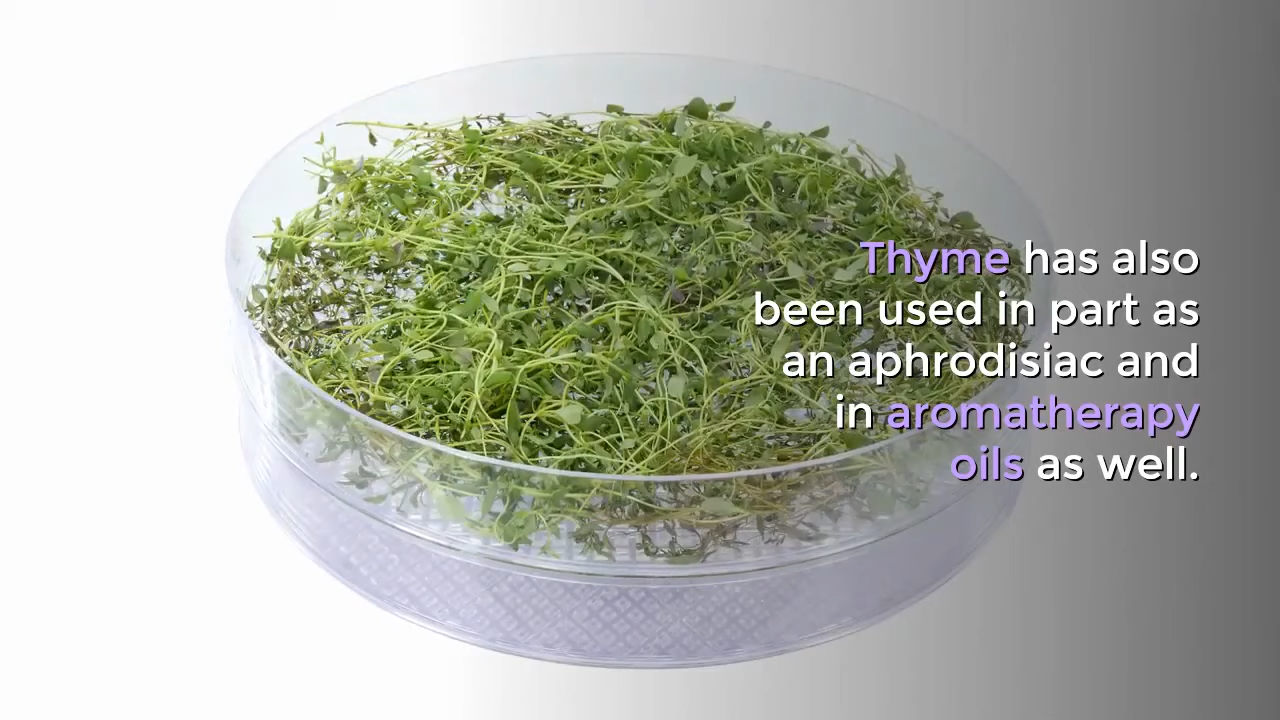 Thyme has also
been used in part as
an aphrodisiac and
in aromatherapy
oils as well.